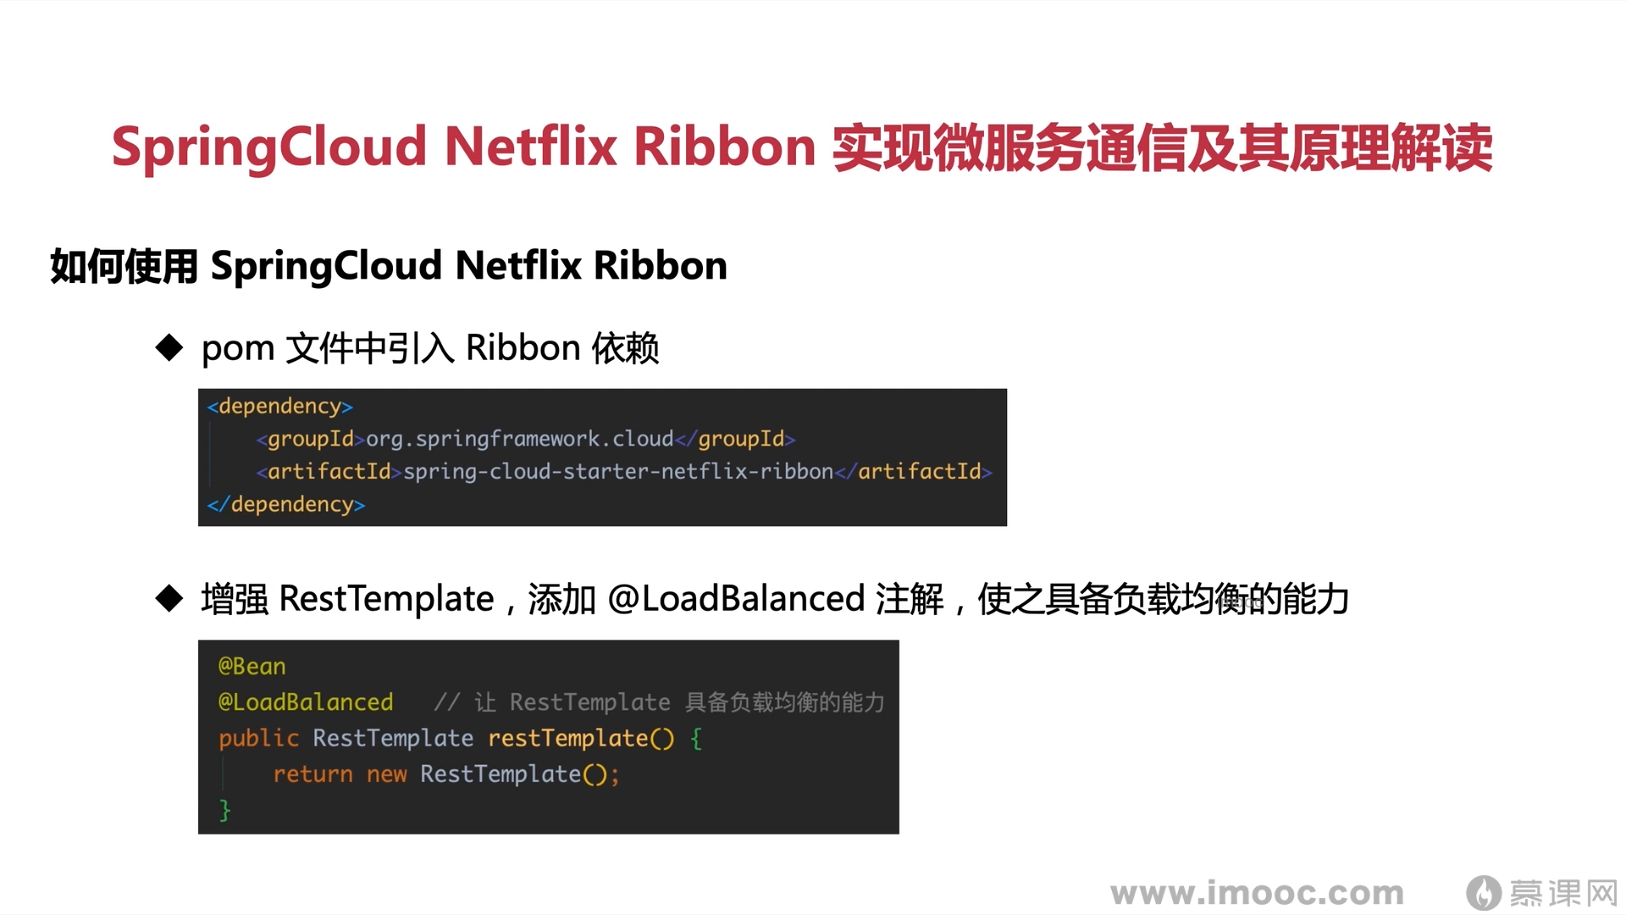 SpringCloud Netflix Ribbon 实现微服务通信及其原理解读
如何使用 SpringCloud Netflix Ribbon
◆ pom 文件中引入 Ribbon 依赖
<dependency>
    <groupId>org.springframework.cloud</groupId>
    <artifactId>spring-cloud-starter-netflix-ribbon</artifactId>
</dependency>
◆ 增强 RestTemplate，添加 @LoadBalanced 注解，使之具备负载均衡的能力
@Bean
@LoadBalanced   // 让 RestTemplate 具备负载均衡的能力
public RestTemplate restTemplate() {
    return new RestTemplate();
}
www.imooc.com 慕课网